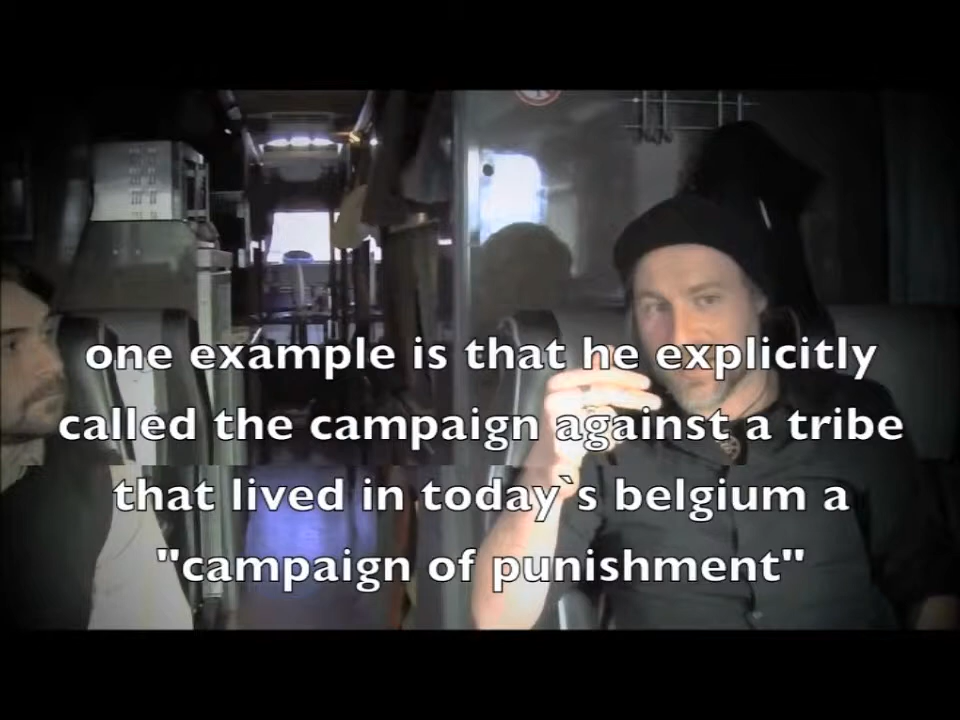 one example is that he explicitly
called the campaign against a tribe
that lived in today`s belgium a
"campaign of punishment"